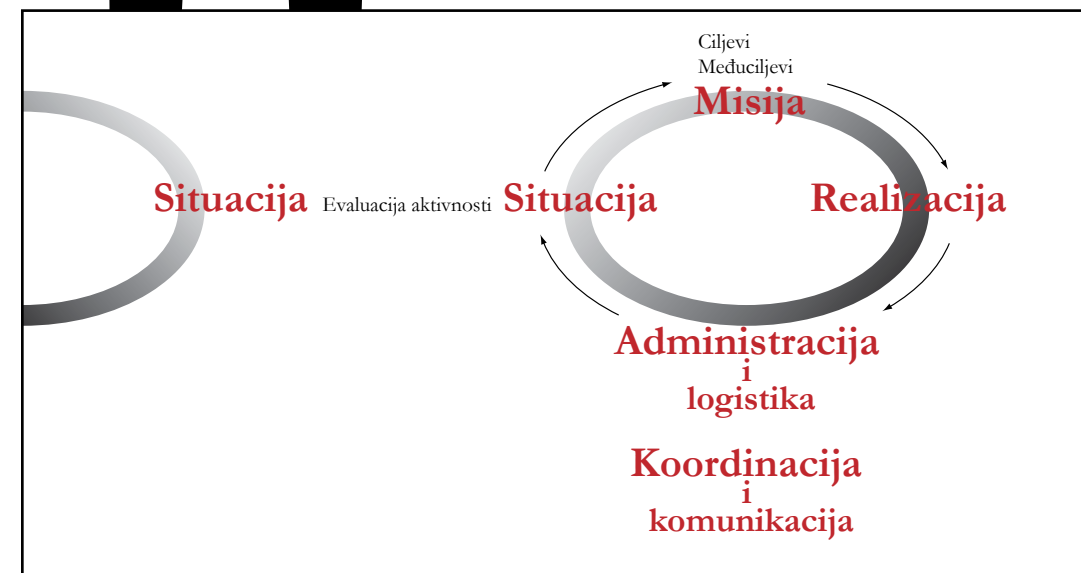 Ciljevi
Međuciljevi
Misija
Situacija Evaluacija aktivnosti Situacija Realizacija
Administracija
i
logistika
Koordinacija
i
komunikacija